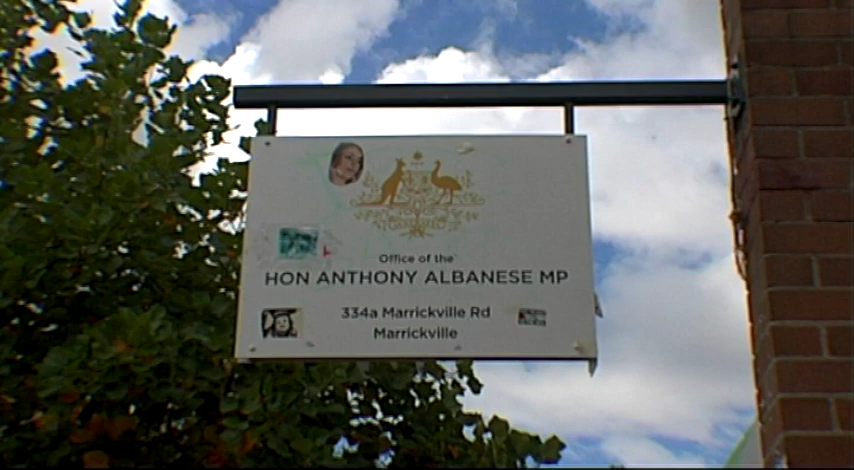 Office of the
HON ANTHONY ALBANESE MP
334a Marrickville Rd
Marrickville